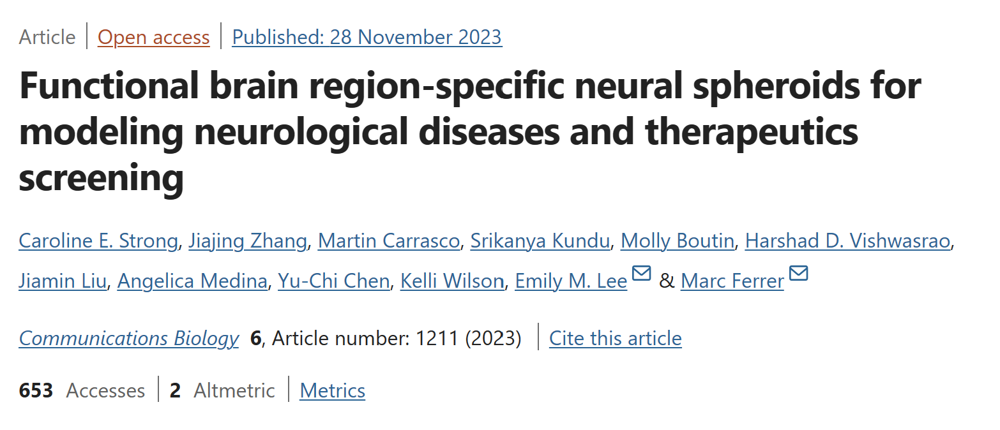 Article Open access Published: 28 November 2023
Functional brain region-specific neural spheroids for
modeling neurological diseases and therapeutics
screening
Caroline E. Strong, Jiajing Zhang, Martin Carrasco, Srikanya Kundu, Molly Boutin, Harshad D. Vishwasrao,
Jiamin Liu, Angelica Medina, Yu-Chi Chen, Kelli Wilson, Emily M. Lee & Marc Ferrer
Communications Biology 6, Article number: 1211 (2023) Cite this article
653 Accesses 2 Altmetric Metrics